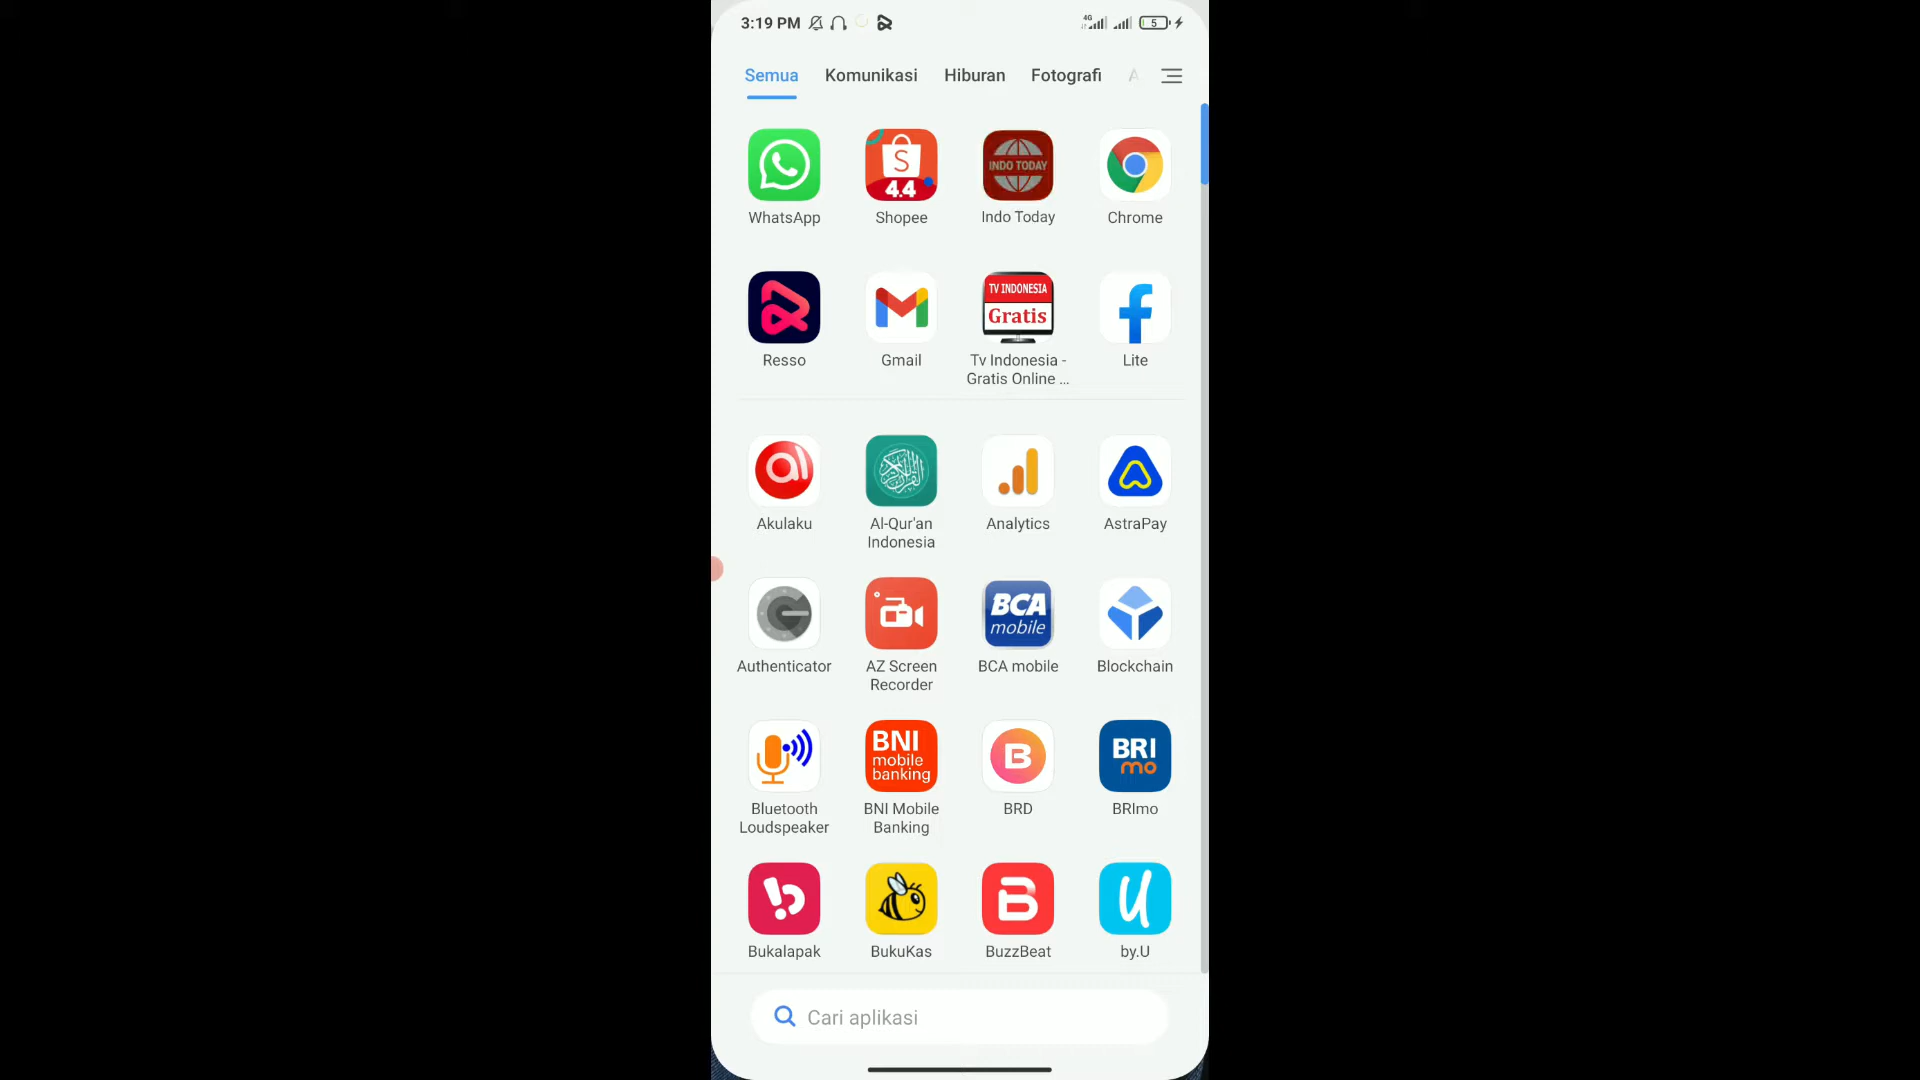 3:19 PM
4G
5
Semua Komunikasi Hiburan Fotografi A
S
4.4
INDO TODAY
WhatsApp Shopee Indo Today Chrome
TV INDONESIA
Gratis
Resso Gmail Tv Indonesia - Lite
Gratis Online ...
Akulaku Al-Qur'an Analytics AstraPay
Indonesia
BCA
mobile
Authenticator AZ Screen BCA mobile Blockchain
Recorder
BNI
mobile
banking
B
BRI
mo
Bluetooth BNI Mobile BRD BRImo
Loudspeaker Banking
B
U
Bukalapak BukuKas BuzzBeat by.U
Cari aplikasi